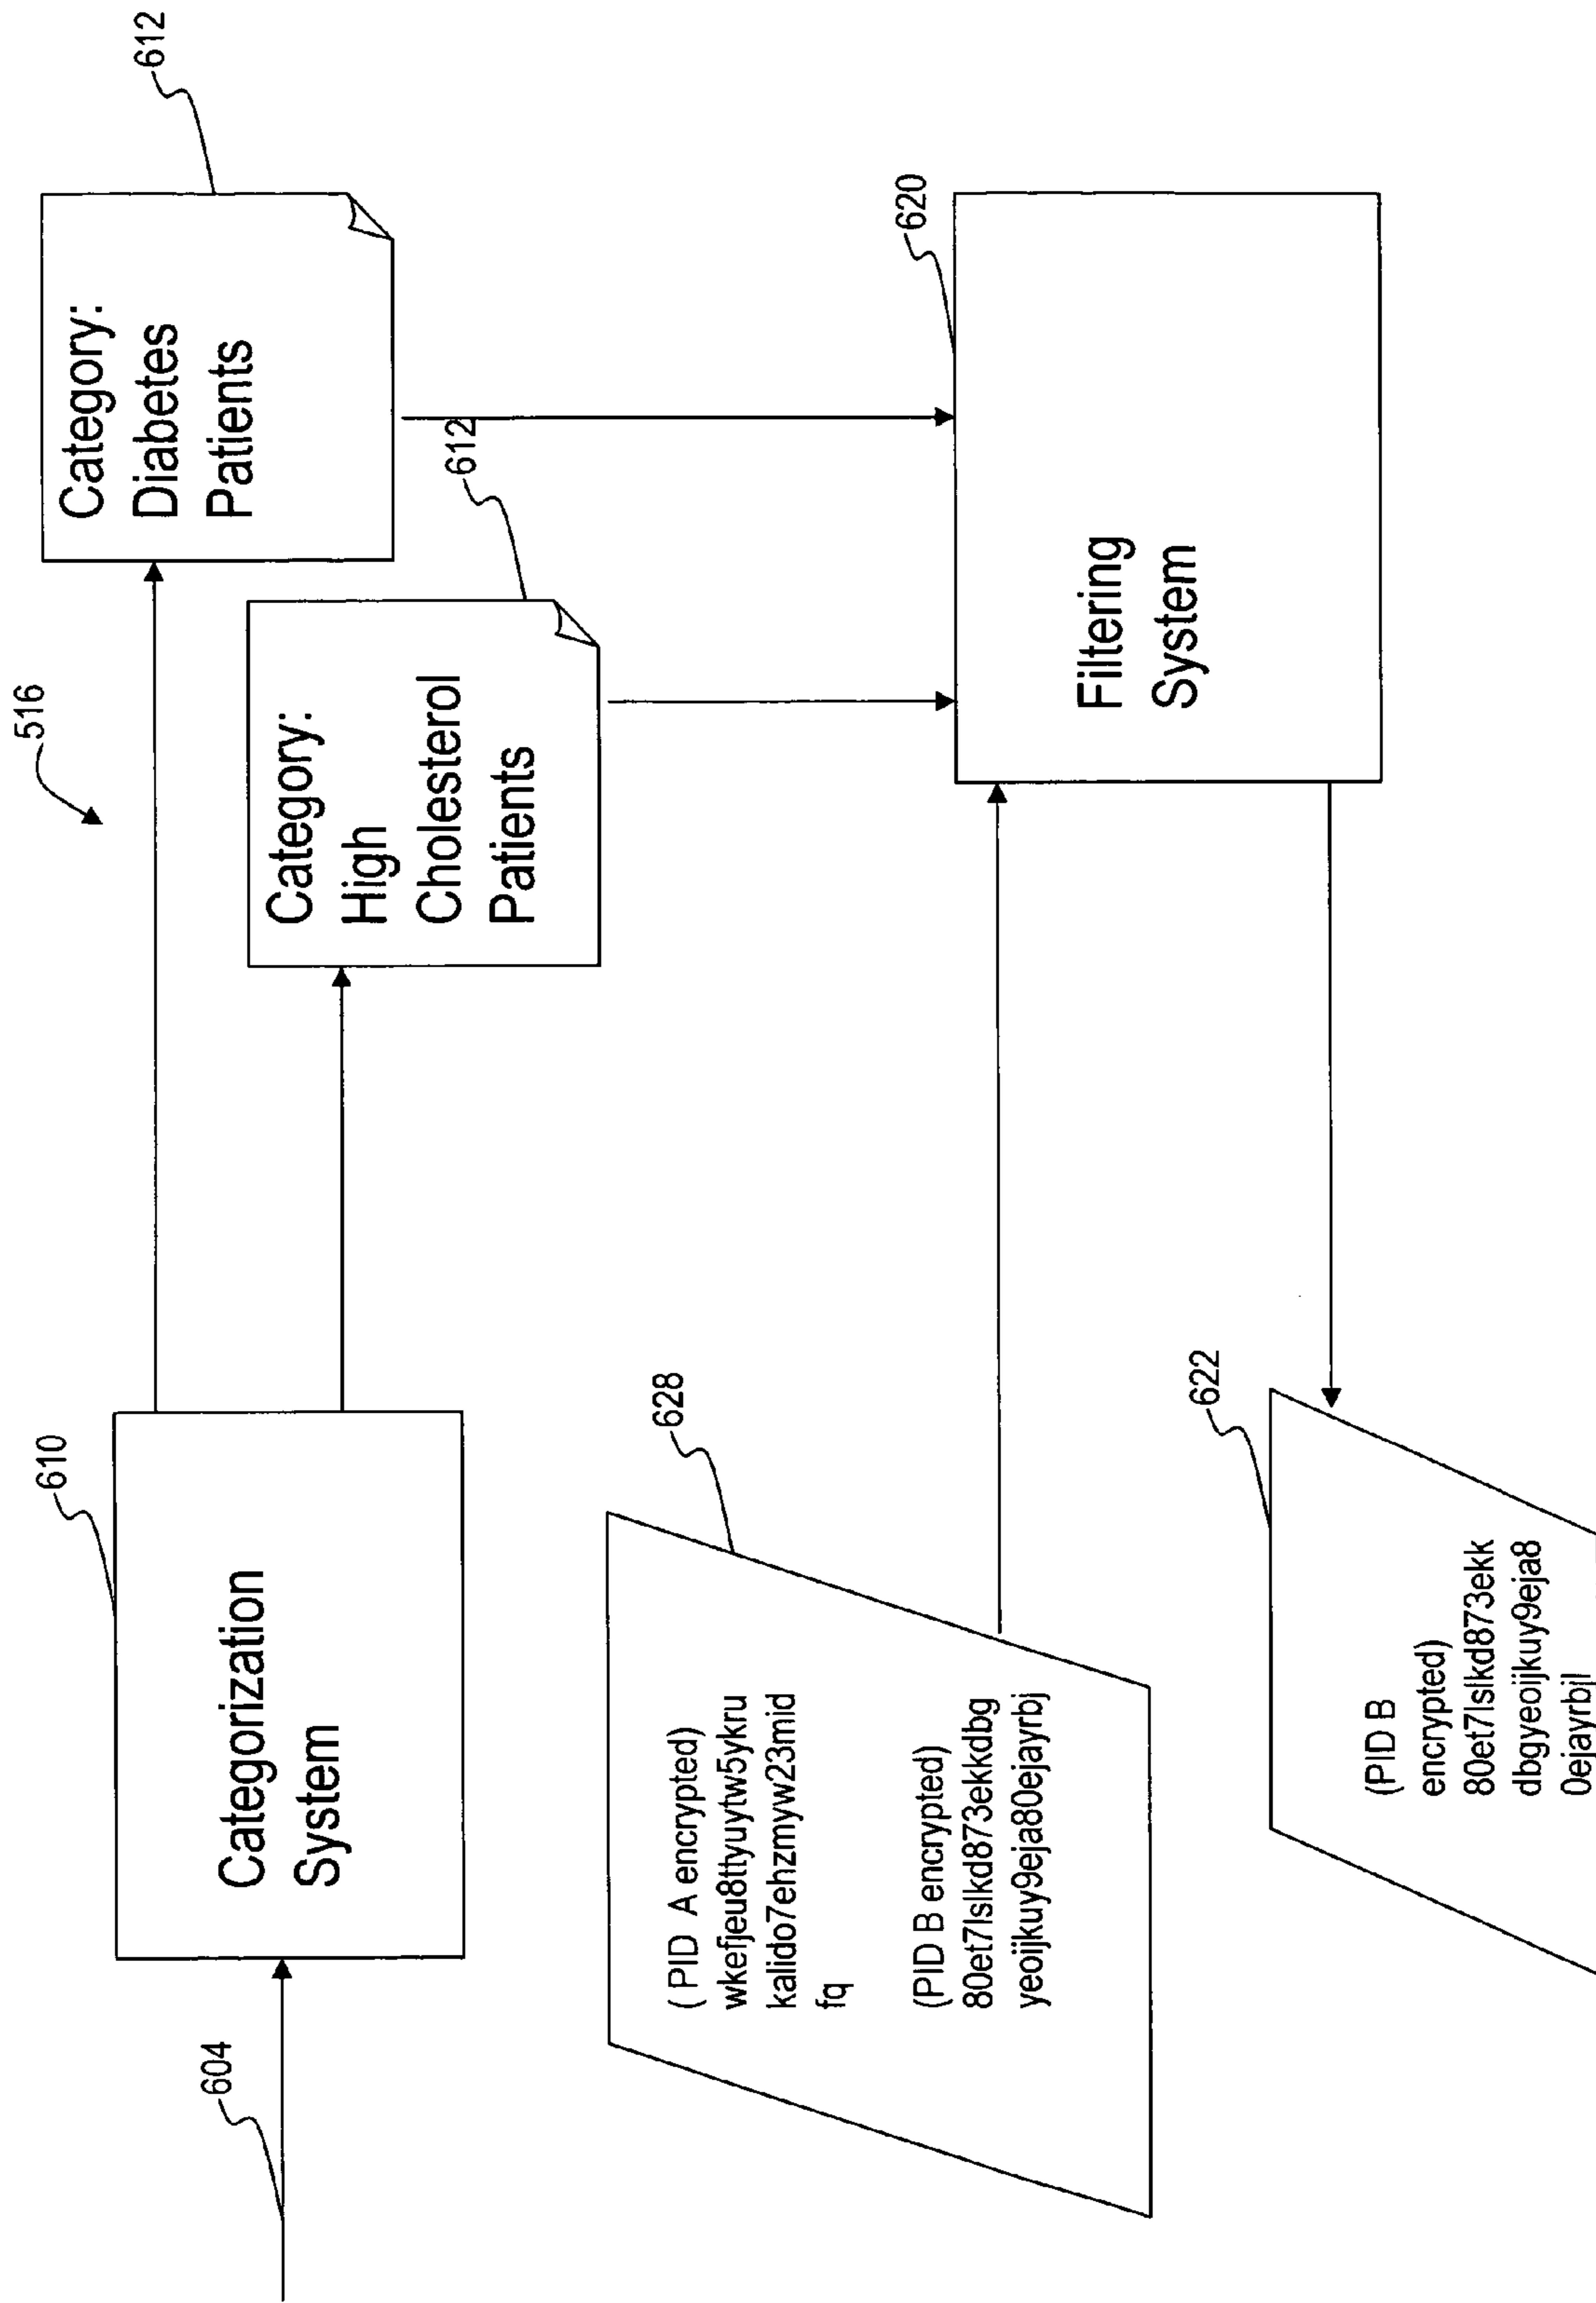 516
610
604
Categorization
System
Category:
Diabetes
Patients
612
Category:
High
Cholesterol
Patients
612
628
( PID A encrypted)
wkefjeu8ttyuytw5ykru
kalido7ehzmyw23mid
fq
(PID B encrypted)
80et7lslkd873ekkdbg
yeoijkuy9eja80ejayrbj
620
Filtering
System
622
(PID B
encrypted)
80et7lslkd873ekk
dbgyeoijkuy9eja8
0ejayrbjl